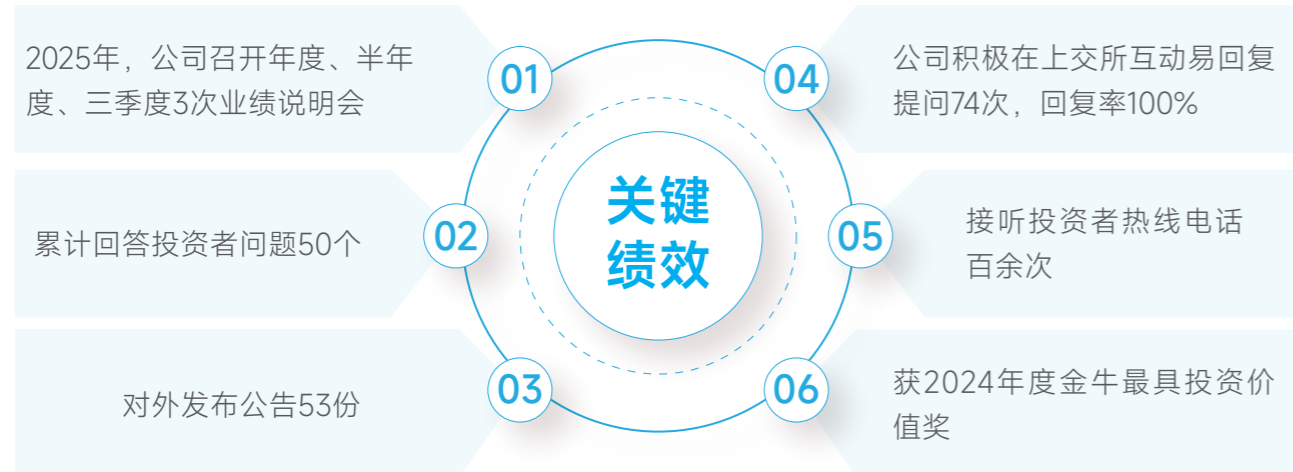 01
2025年，公司召开年度、半年
度、三季度3次业绩说明会
02
累计回答投资者问题50个
03
对外发布公告53份
关键
绩效
04
公司积极在上交所互动易回复
提问74次，回复率100%
05
接听投资者热线电话
百余次
06
获2024年度金牛最具投资价
值奖